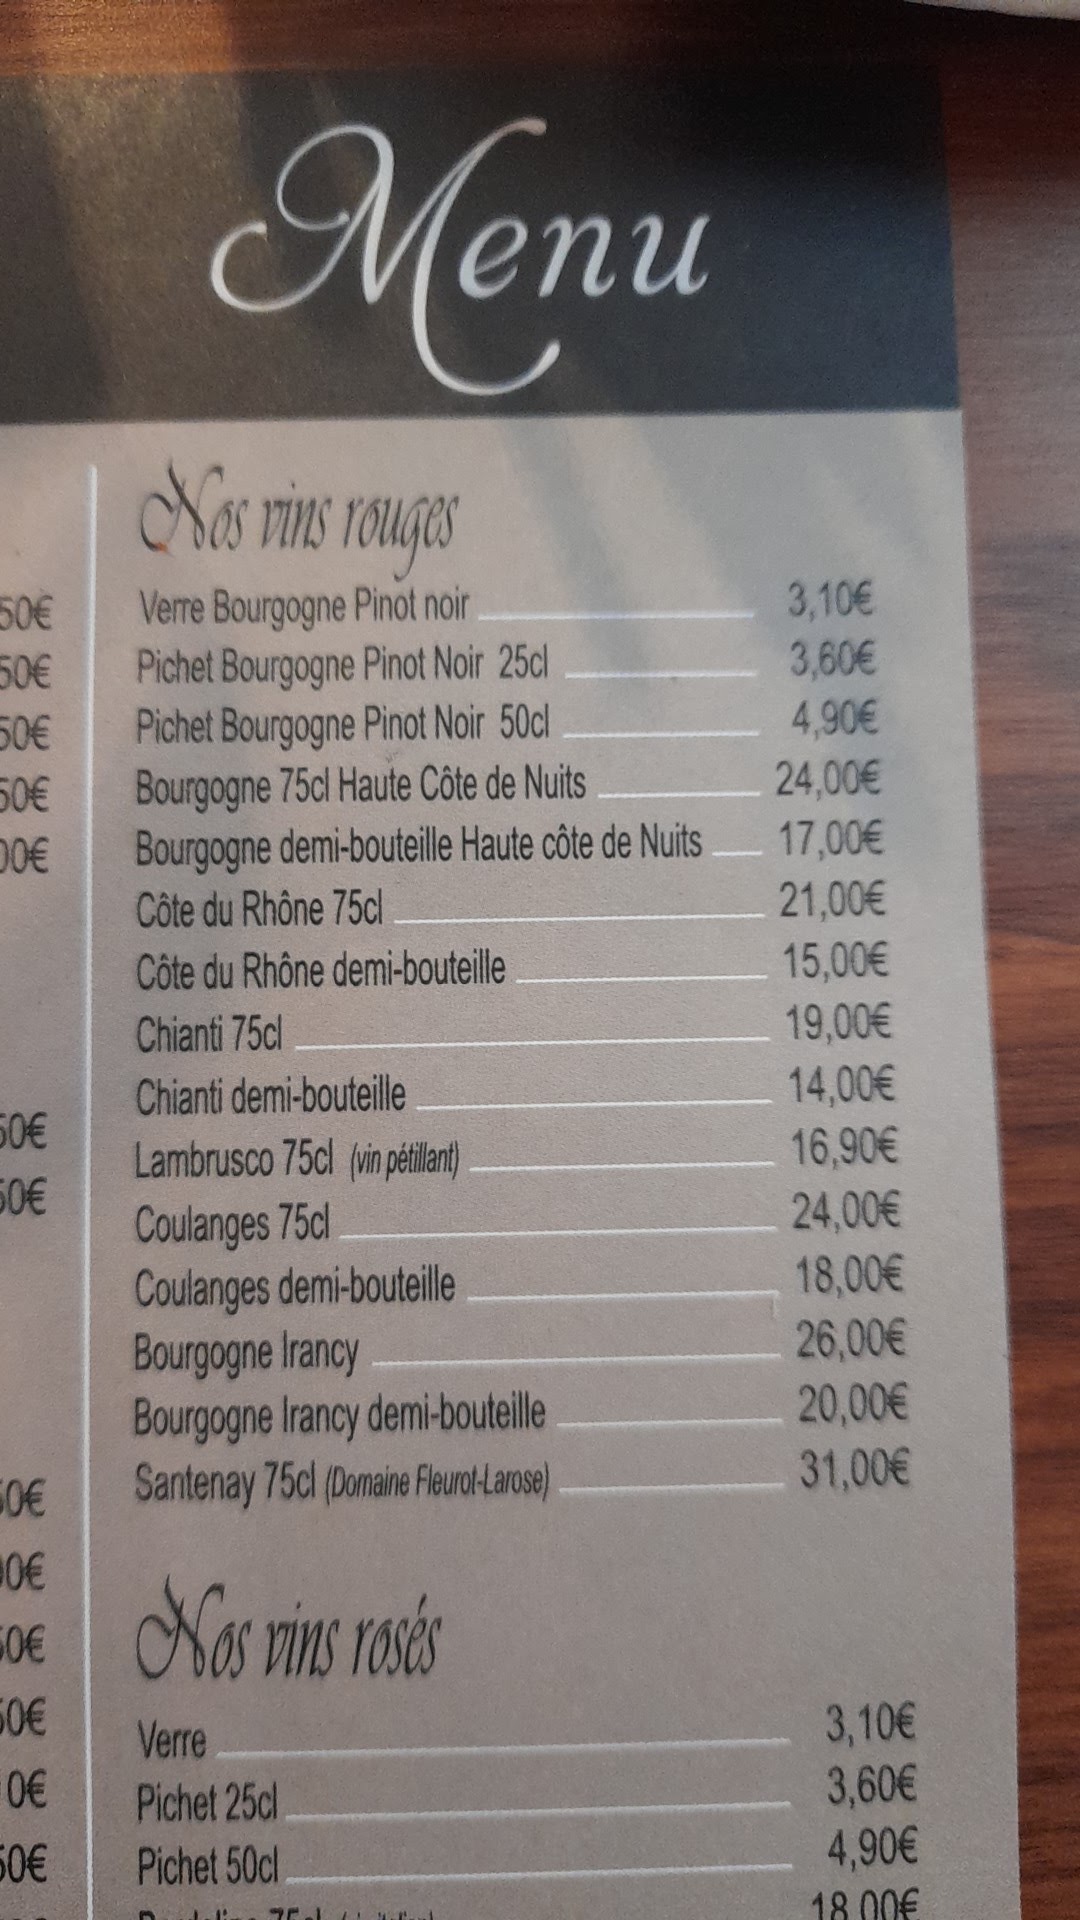 Menu
Nos vins rouges
Verre Bourgogne Pinot noir 3,10€
Pichet Bourgogne Pinot Noir 25cl 3,60€
Pichet Bourgogne Pinot Noir 50cl 4,90€
Bourgogne 75cl Haute Côte de Nuits 24,00€
Bourgogne demi-bouteille Haute côte de Nuits 17,00€
Côte du Rhône 75cl 21,00€
Côte du Rhône demi-bouteille 15,00€
Chianti 75cl 19,00€
Chianti demi-bouteille 14,00€
Lambrusco 75cl (vin pétillant) 16,90€
Coulanges 75cl 24,00€
Coulanges demi-bouteille 18,00€
Bourgogne Irancy 26,00€
Bourgogne Irancy demi-bouteille 20,00€
Santenay 75cl (Domaine Fleurot-Larose) 31,00€
Nos vins rosés
Verre 3,10€
Pichet 25cl 3,60€
Pichet 50cl 4,90€
75cl 18,00€